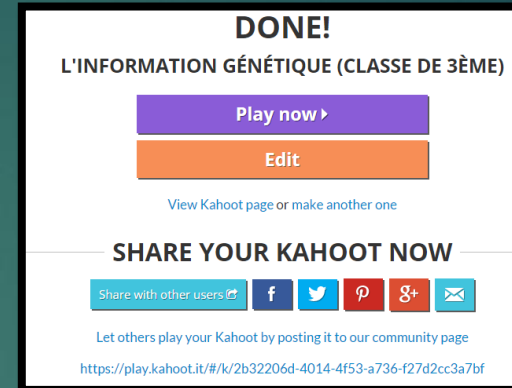 DONE!
L'INFORMATION GÉNÉTIQUE (CLASSE DE 3ÈME)
Play now
Edit
View Kahoot page or make another one
SHARE YOUR KAHOOT NOW
Share with other users
f g+
Let others play your Kahoot by posting it to our community page
https://play.kahoot.it/#/k/2b32206d-4014-4f53-a736-f27d2cc3a7bf